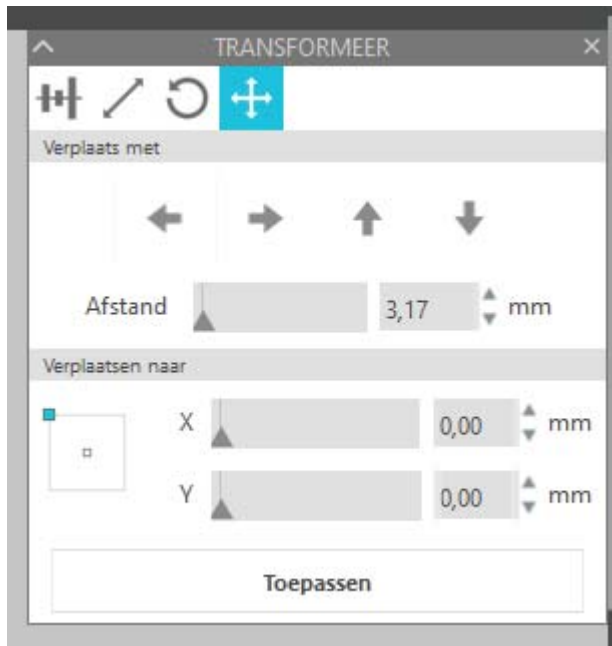 TRANSFORMEER
Verplaats met
Afstand 3,17 mm
Verplaatsen naar
X 0,00 mm
Y 0,00 mm
Toepassen